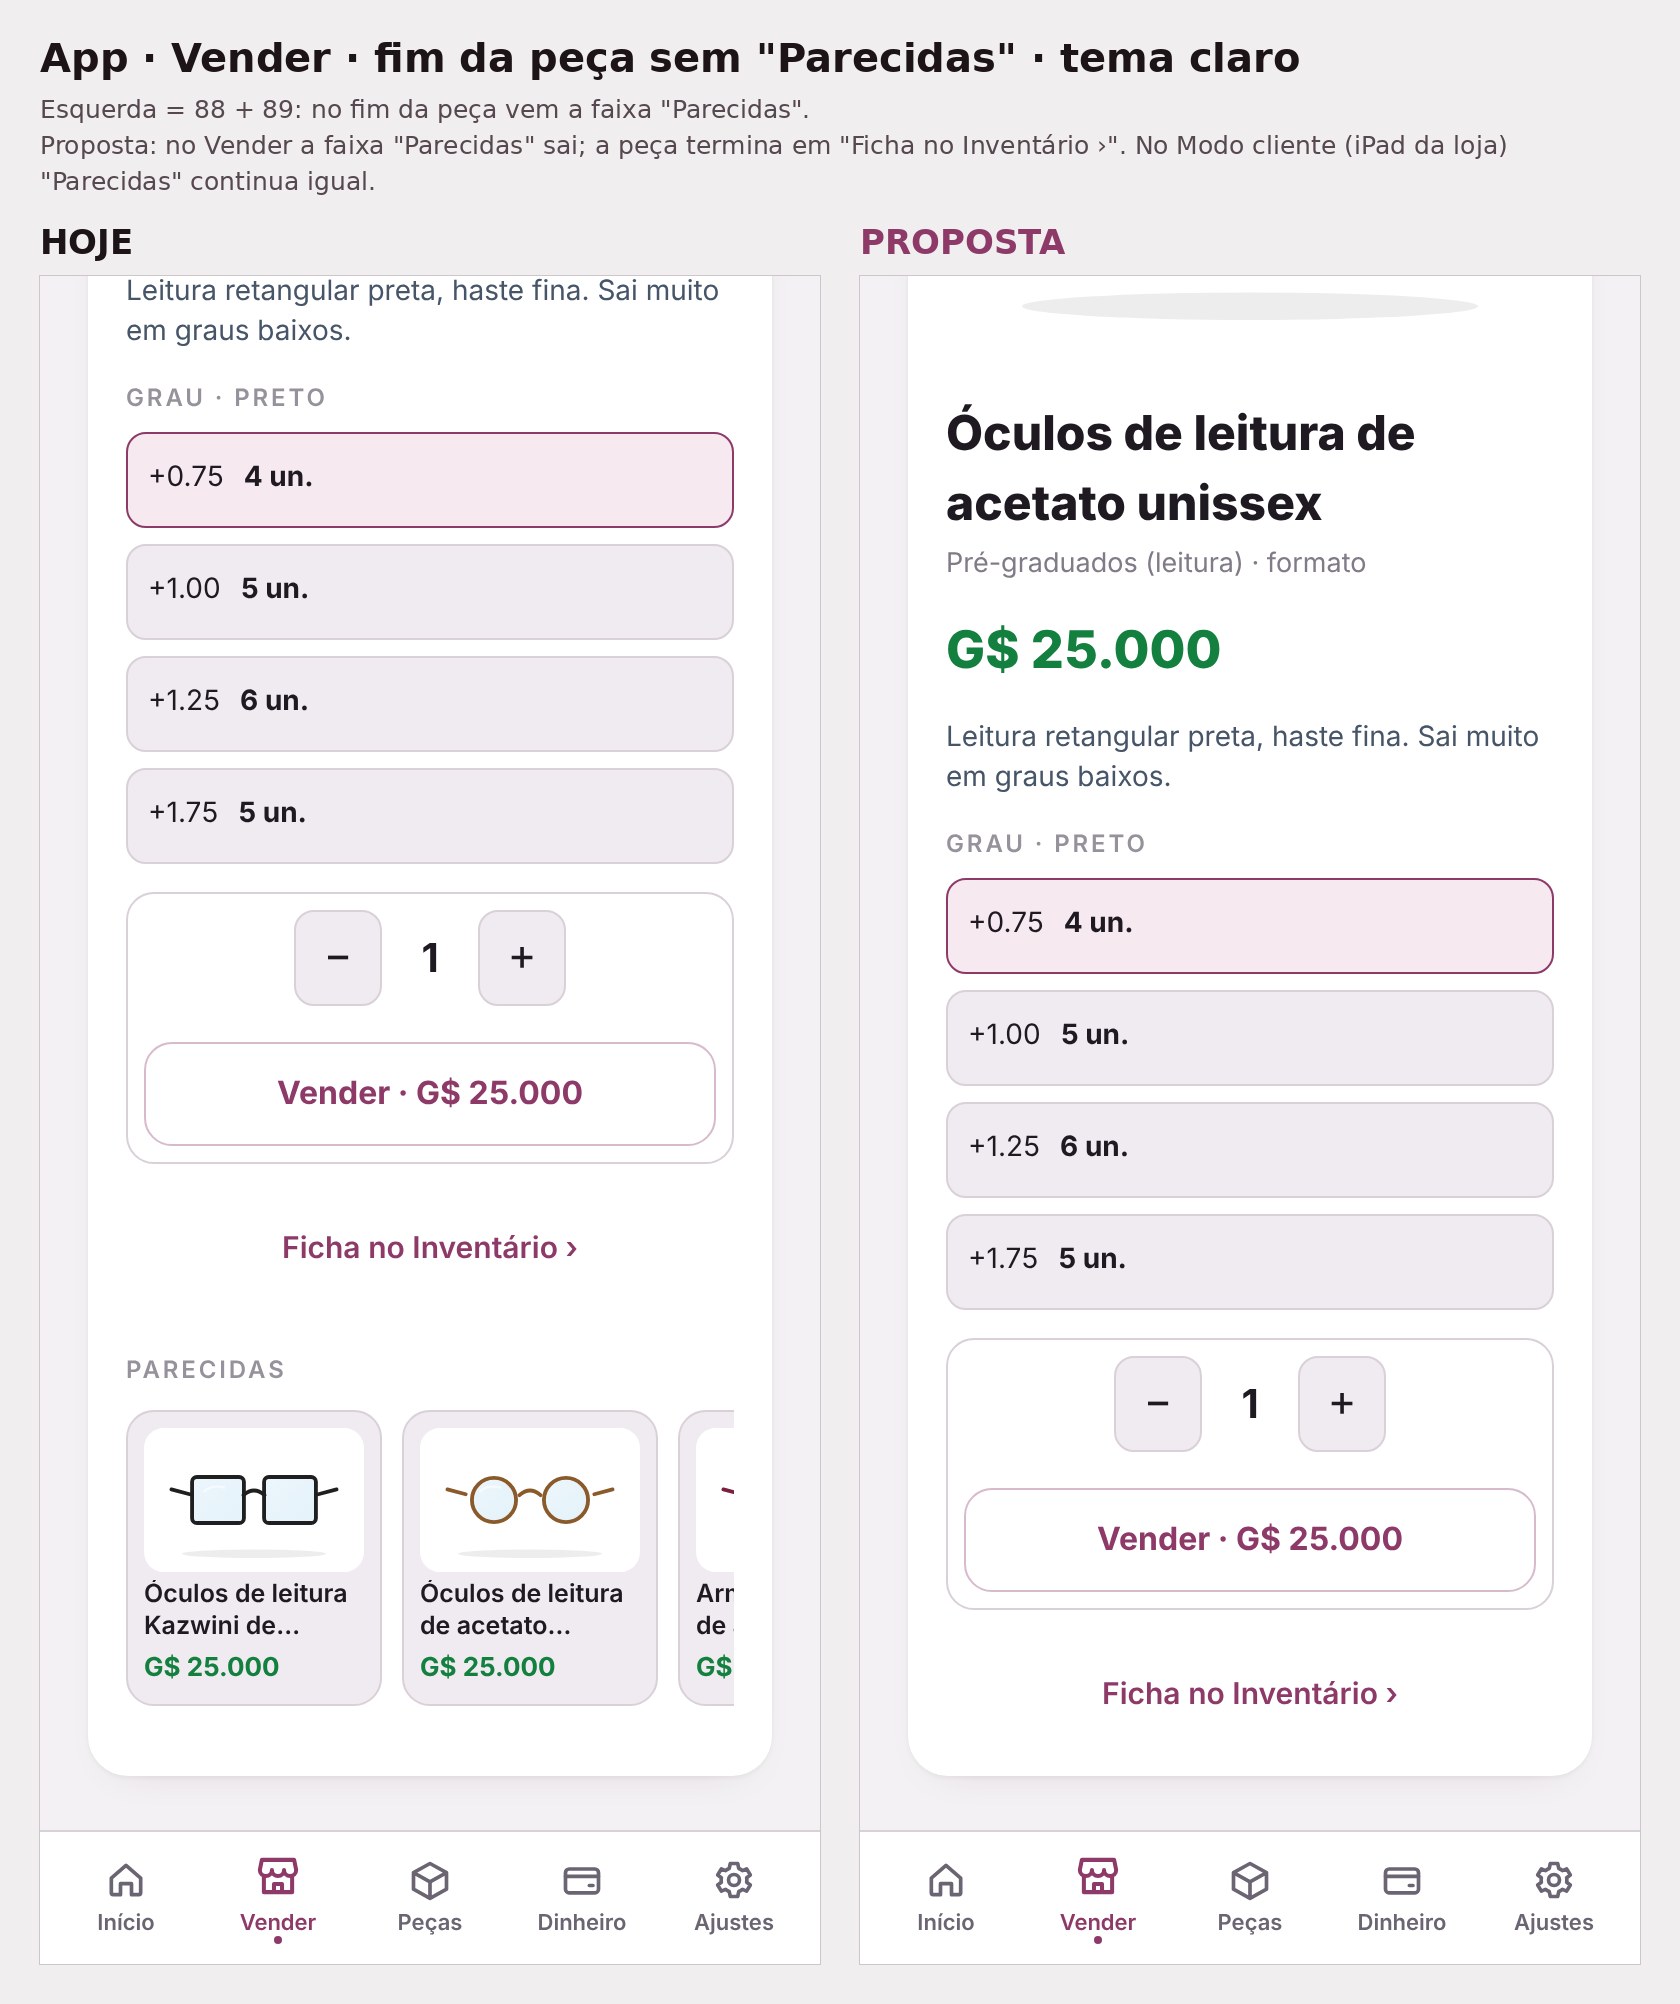 App · Vender · fim da peça sem "Parecidas" · tema claro
Esquerda = 88 + 89: no fim da peça vem a faixa "Parecidas".
Proposta: no Vender a faixa "Parecidas" sai; a peça termina em "Ficha no Inventário ›". No Modo cliente (iPad da loja)
"Parecidas" continua igual.
HOJE
Leitura retangular preta, haste fina. Sai muito
em graus baixos.
GRAU · PRETO
+0.75 4 un.
+1.00 5 un.
+1.25 6 un.
+1.75 5 un.
− 1 +
Vender · G$ 25.000
Ficha no Inventário ›
PARECIDAS
Óculos de leitura
Kazwini de...
G$ 25.000
Óculos de leitura
de acetato...
G$ 25.000
de
G$
Início
Vender
Peças
Dinheiro
Ajustes
PROPOSTA
Óculos de leitura de
acetato unissex
Pré-graduados (leitura) · formato
G$ 25.000
Leitura retangular preta, haste fina. Sai muito
em graus baixos.
GRAU · PRETO
+0.75 4 un.
+1.00 5 un.
+1.25 6 un.
+1.75 5 un.
− 1 +
Vender · G$ 25.000
Ficha no Inventário ›
Início
Vender
Peças
Dinheiro
Ajustes